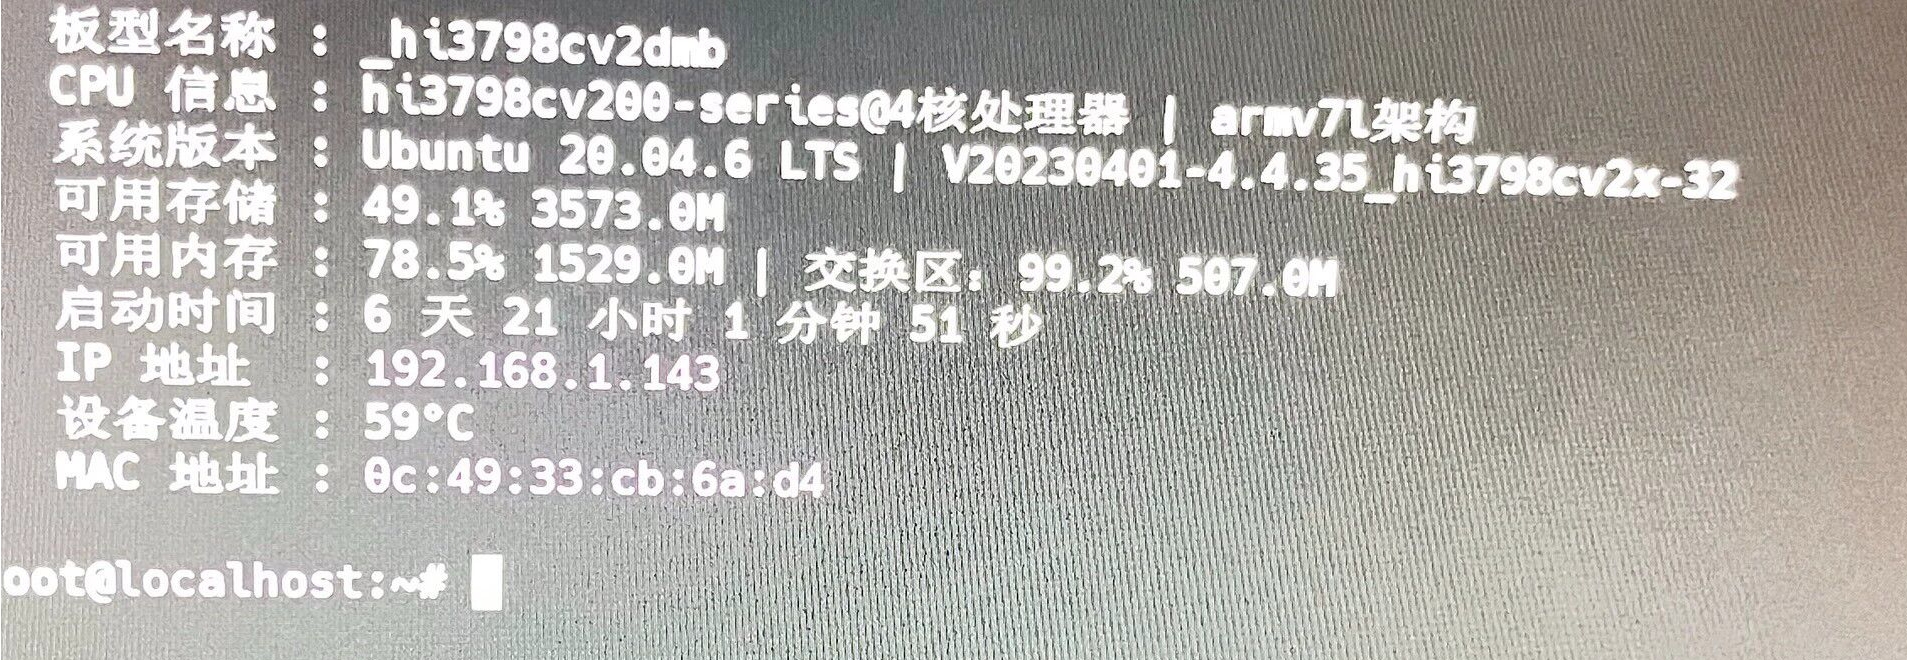 板型名称 : _hi3798cv2dmb
CPU 信息 : hi3798cv200-series@4核处理器 | armv7l架构
系统版本 : Ubuntu 20.04.6 LTS | V20230401-4.4.35_hi3798cv2x-32
可用存储 : 49.1% 3573.0M
可用内存 : 78.5% 1529.0M | 交换区: 99.2% 507.0M
启动时间 : 6 天 21 小时 1 分钟 51 秒
IP 地址 : 192.168.1.143
设备温度 : 59°C
MAC 地址 : 0c:49:33:cb:6a:d4
oot@localhost:~#